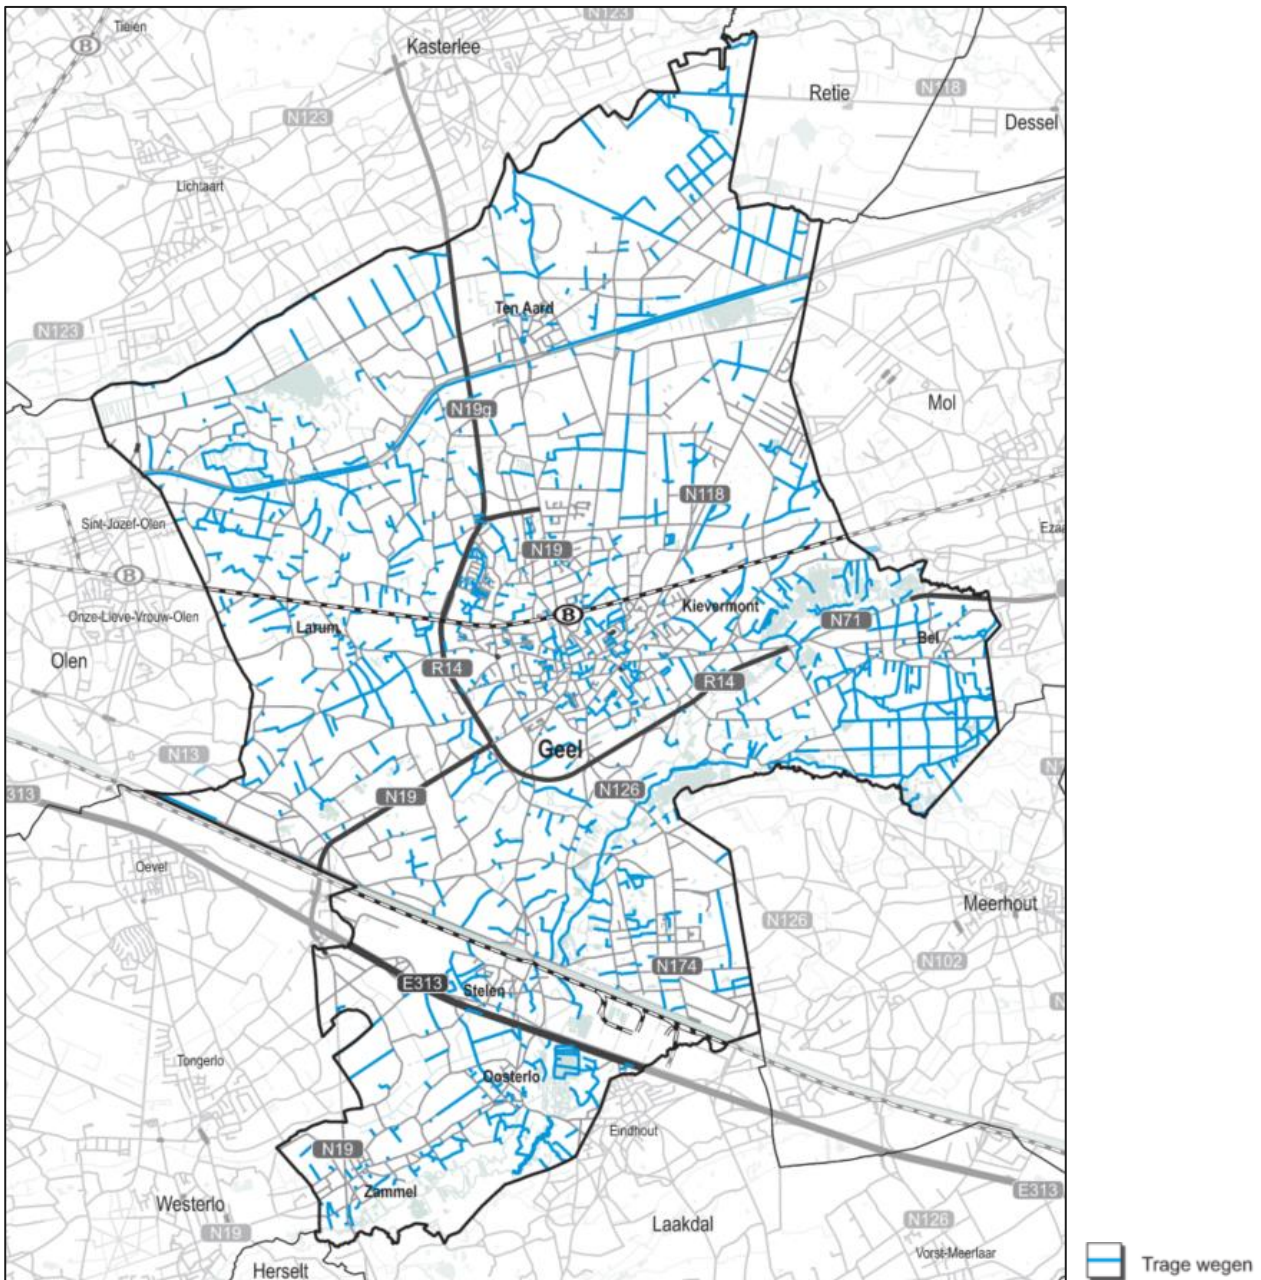 N123
Tielen
B
Kasterlee
Retie
N118
Dessel
N123
Lichtaart
Ten Aard
N123
N19g
Mol
N118
Sint-Jozef-Olen
N19
B
B
Kievermont
Onze-Lieve-Vrouw-Olen
Larum
N71
Bel
Olen
R14
R14
Geel
N13
N126
N19
313
Oevel
Meerhout
N126
N102
N174
E313
Stelen
Tongerlo
Oosterlo
Eindhout
N19
Zammel
E313
Westerlo
Laakdal
N126
N19
Vorst-Meerlaar
Herselt
Trage wegen